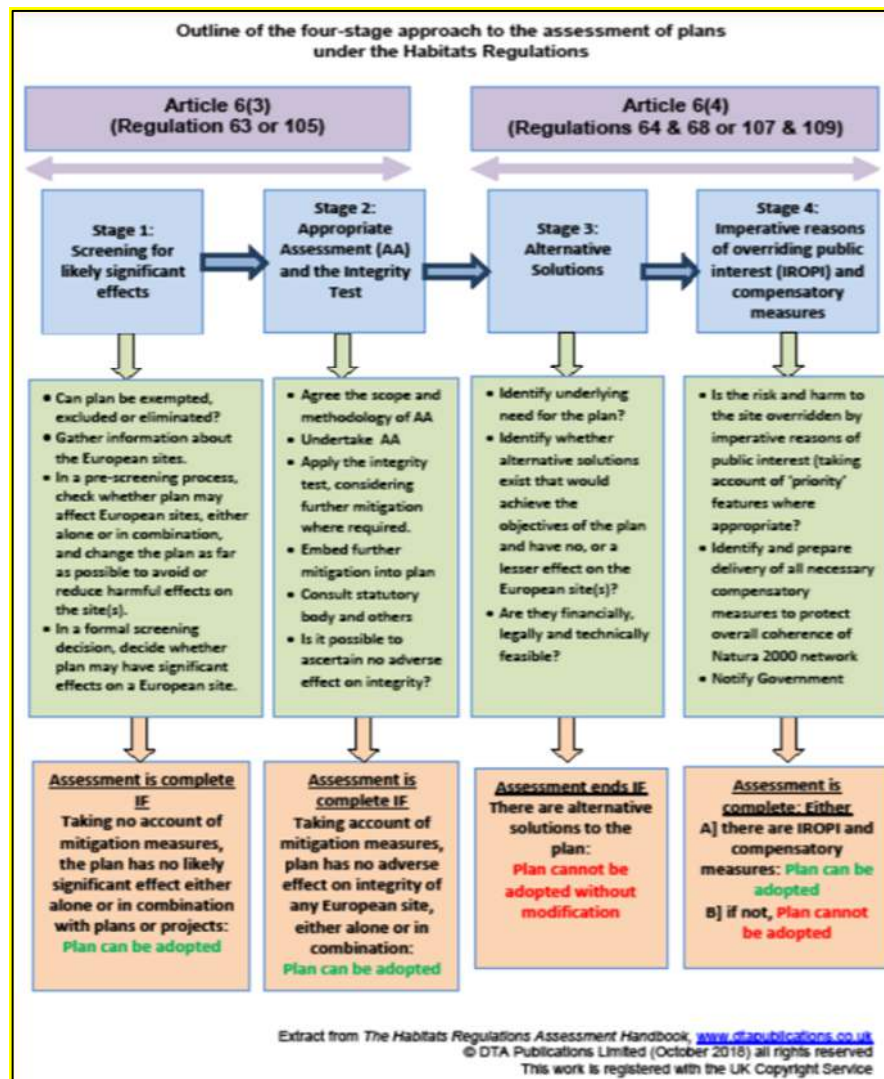 Outline of the four-stage approach to the assessment of plans
under the Habitats Regulations
Article 6(3)
(Regulation 63 or 105)
Article 6(4)
(Regulations 64 & 68 or 107 & 109)
Stage 1:
Screening for
likely significant
effects
Stage 2:
Appropriate
Assessment (AA)
and the Integrity
Test
Stage 3:
Alternative
Solutions
Stage 4:
Imperative reasons
of overriding public
interest (IROPI) and
compensatory
measures
• Can plan be exempted,
excluded or eliminated?
• Gather information about
the European sites.
• In a pre-screening process,
check whether plan may
affect European sites, either
alone or in combination,
and change the plan as far
as possible to avoid or
reduce harmful effects on
the site(s).
• In a formal screening
decision, decide whether
plan may have significant
effects on a European site.
• Agree the scope and
methodology of AA
• Undertake AA
• Apply the integrity
test, considering
further mitigation
where required.
• Embed further
mitigation into plan
• Consult statutory
body and others
• Is it possible to
ascertain no adverse
effect on integrity?
• Identify underlying
need for the plan?
• Identify whether
alternative solutions
exist that would
achieve the
objectives of the plan
and have no, or a
lesser effect on the
European site(s)?
• Are they financially,
legally and technically
feasible?
• Is the risk and harm to
the site overridden by
imperative reasons of
public interest (taking
account of 'priority'
features where
appropriate?
• Identify and prepare
delivery of all necessary
compensatory
measures to protect
overall coherence of
Natura 2000 network
• Notify Government
Assessment is complete
IF
Taking no account of
mitigation measures,
the plan has no likely
significant effect either
alone or in combination
with plans or projects:
Plan can be adopted
Assessment is
complete IF
Taking account of
mitigation measures,
plan has no adverse
effect on integrity of
any European site,
either alone or in
combination:
Plan can be adopted
Assessment ends IF
There are alternative
solutions to the
plan:
Plan cannot be
adopted without
modification
Assessment is
complete: Either
A] there are IROPI and
compensatory
measures: Plan can be
adopted
B] if not, Plan cannot
be adopted
Extract from The Habitats Regulations Assessment Handbook, www.dtapublications.co.uk
© DTA Publications Limited (October 2018) all rights reserved
This work is registered with the UK Copyright Service